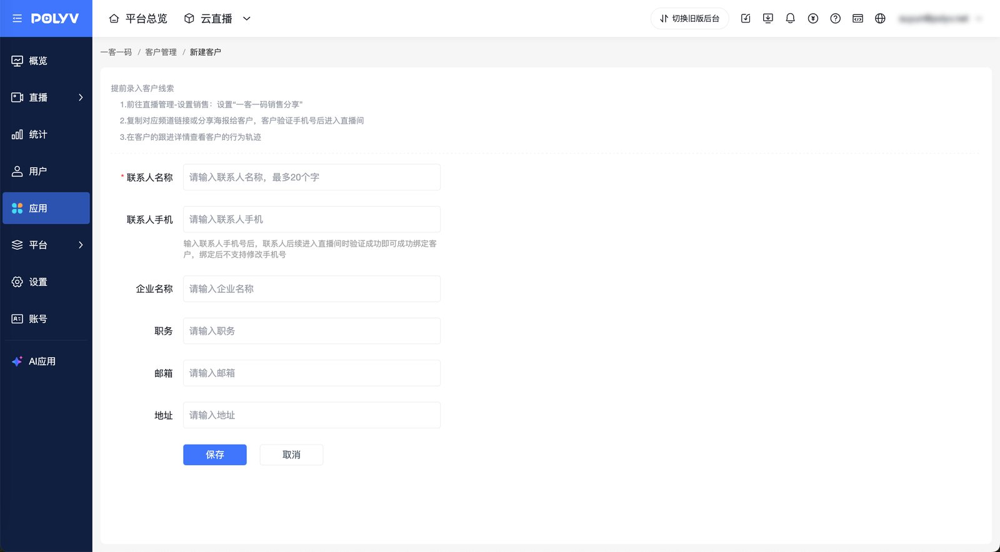 POLYV
平台总览
云直播
切换旧版后台
概览
直播
统计
用户
应用
平台
设置
账号
AI应用
一客一码 / 客户管理 / 新建客户
提前录入客户线索
1.前往直播管理-设置销售：设置“一客一码销售分享”
2.复制对应频道链接或分享海报给客户，客户验证手机号后进入直播间
3.在客户的跟进详情查看客户的行为轨迹
* 联系人名称 请输入联系人名称，最多20个字
联系人手机 请输入联系人手机
输入联系人手机号后，联系人后续进入直播间时验证成功即可成功绑定客
户，绑定后不支持修改手机号
企业名称 请输入企业名称
职务 请输入职务
邮箱 请输入邮箱
地址 请输入地址
保存 取消